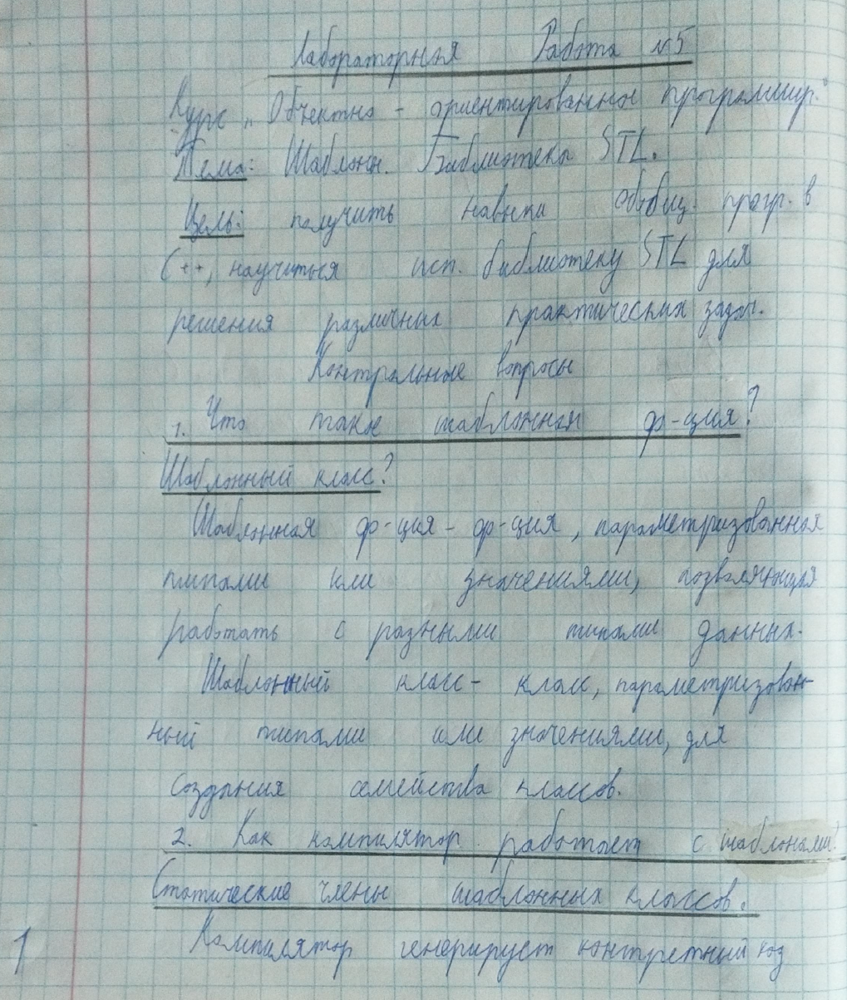 Лабораторная Работа №5
Курс "Объектно - ориентированное программир."
Тема: Шаблоны. Библиотека STL.
Цель: получить навыки обобщ. прогр. в
C++, научиться исп. библиотеку STL для
решения различных практических задач.
Контрольные вопросы
1. Что такое шаблонная ф-ция?
Шаблонный класс?
Шаблонная ф-ция - ф-ция, параметризованная
типами или значениями, позволяющая
работать с разными типами данных.
Шаблонный класс - класс, параметризован-
ный типами или значениями, для
создания семейства классов.
2. Как компилятор работает с шаблонами?
Статические члены шаблонных классов.
Компилятор генерирует конкретный код
1